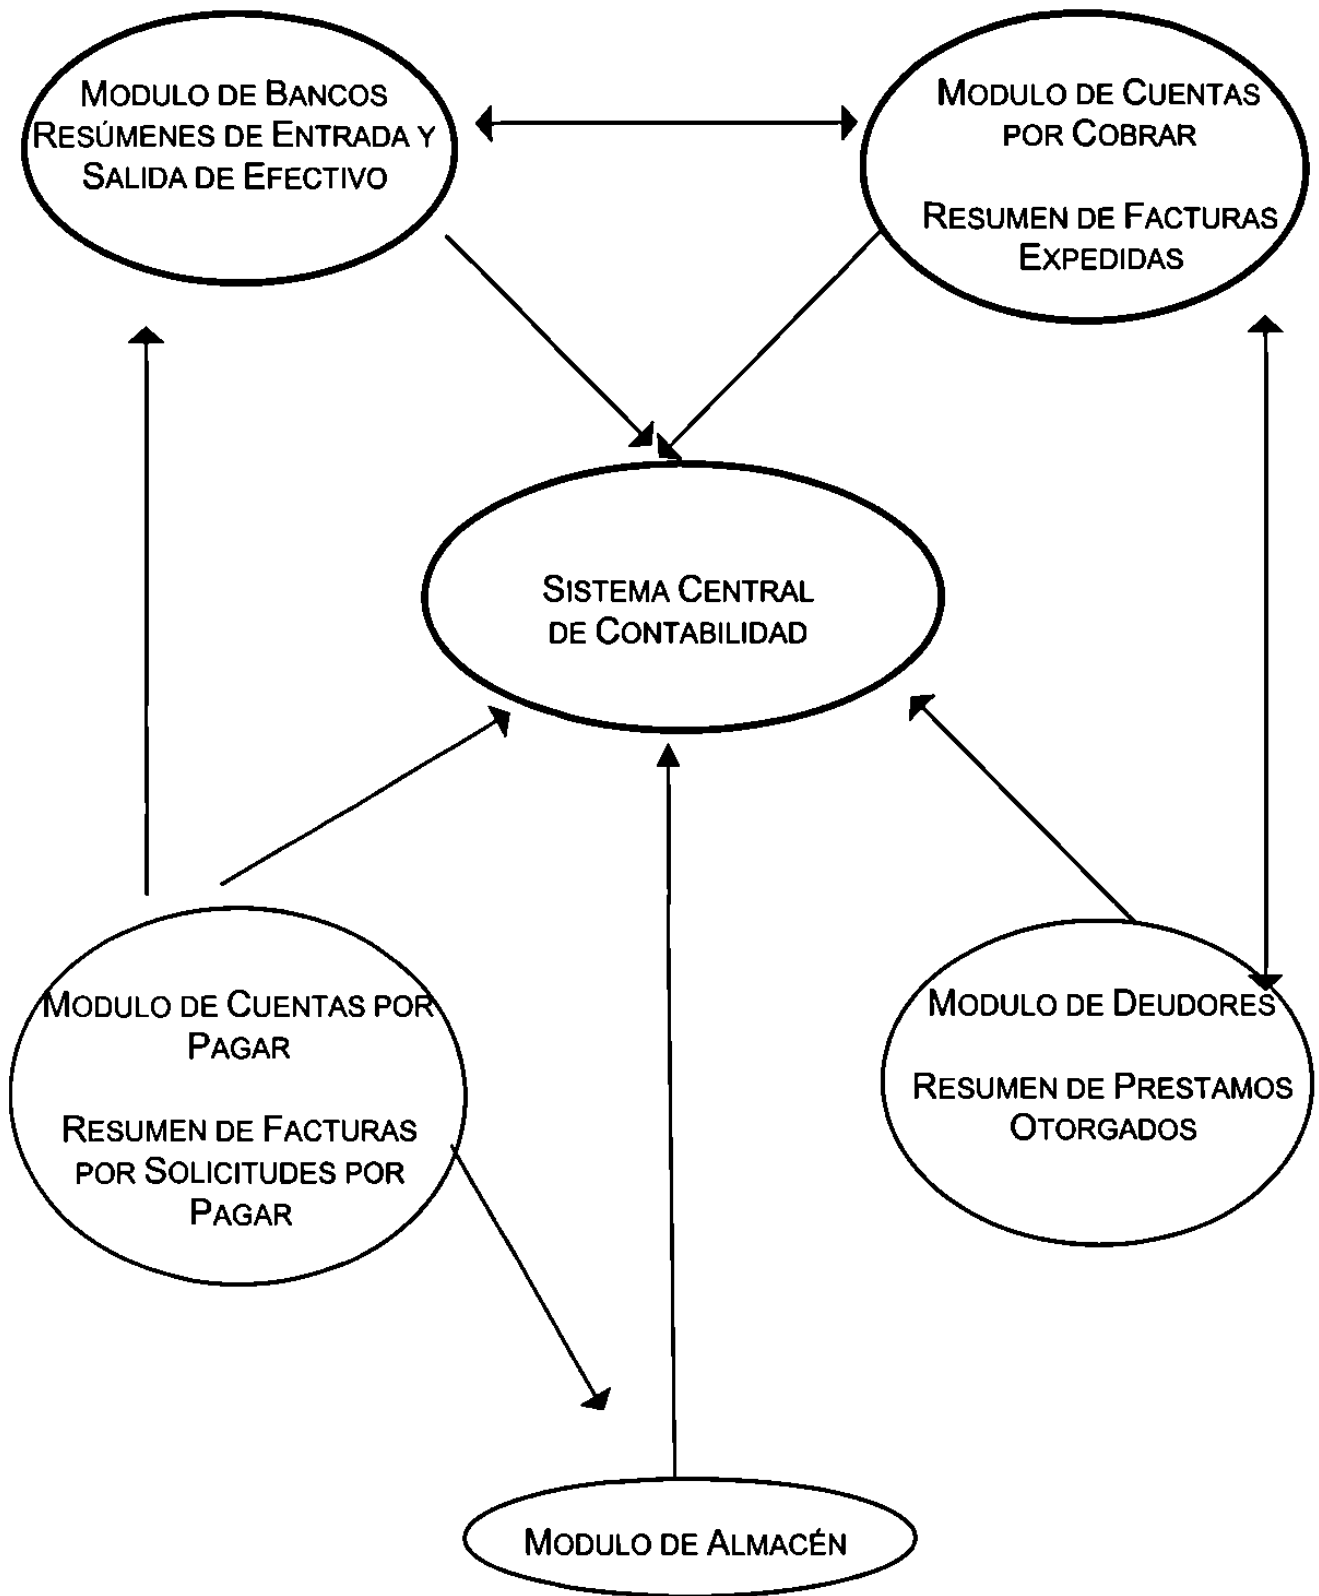 MODULO DE BANCOS
RESÚMENES DE ENTRADA Y
SALIDA DE EFECTIVO
MODULO DE CUENTAS
POR COBRAR
RESUMEN DE FACTURAS
EXPEDIDAS
SISTEMA CENTRAL
DE CONTABILIDAD
MODULO DE CUENTAS POR
PAGAR
RESUMEN DE FACTURAS
POR SOLICITUDES POR
PAGAR
MODULO DE DEUDORES
RESUMEN DE PRESTAMOS
OTORGADOS
MODULO DE ALMACÉN